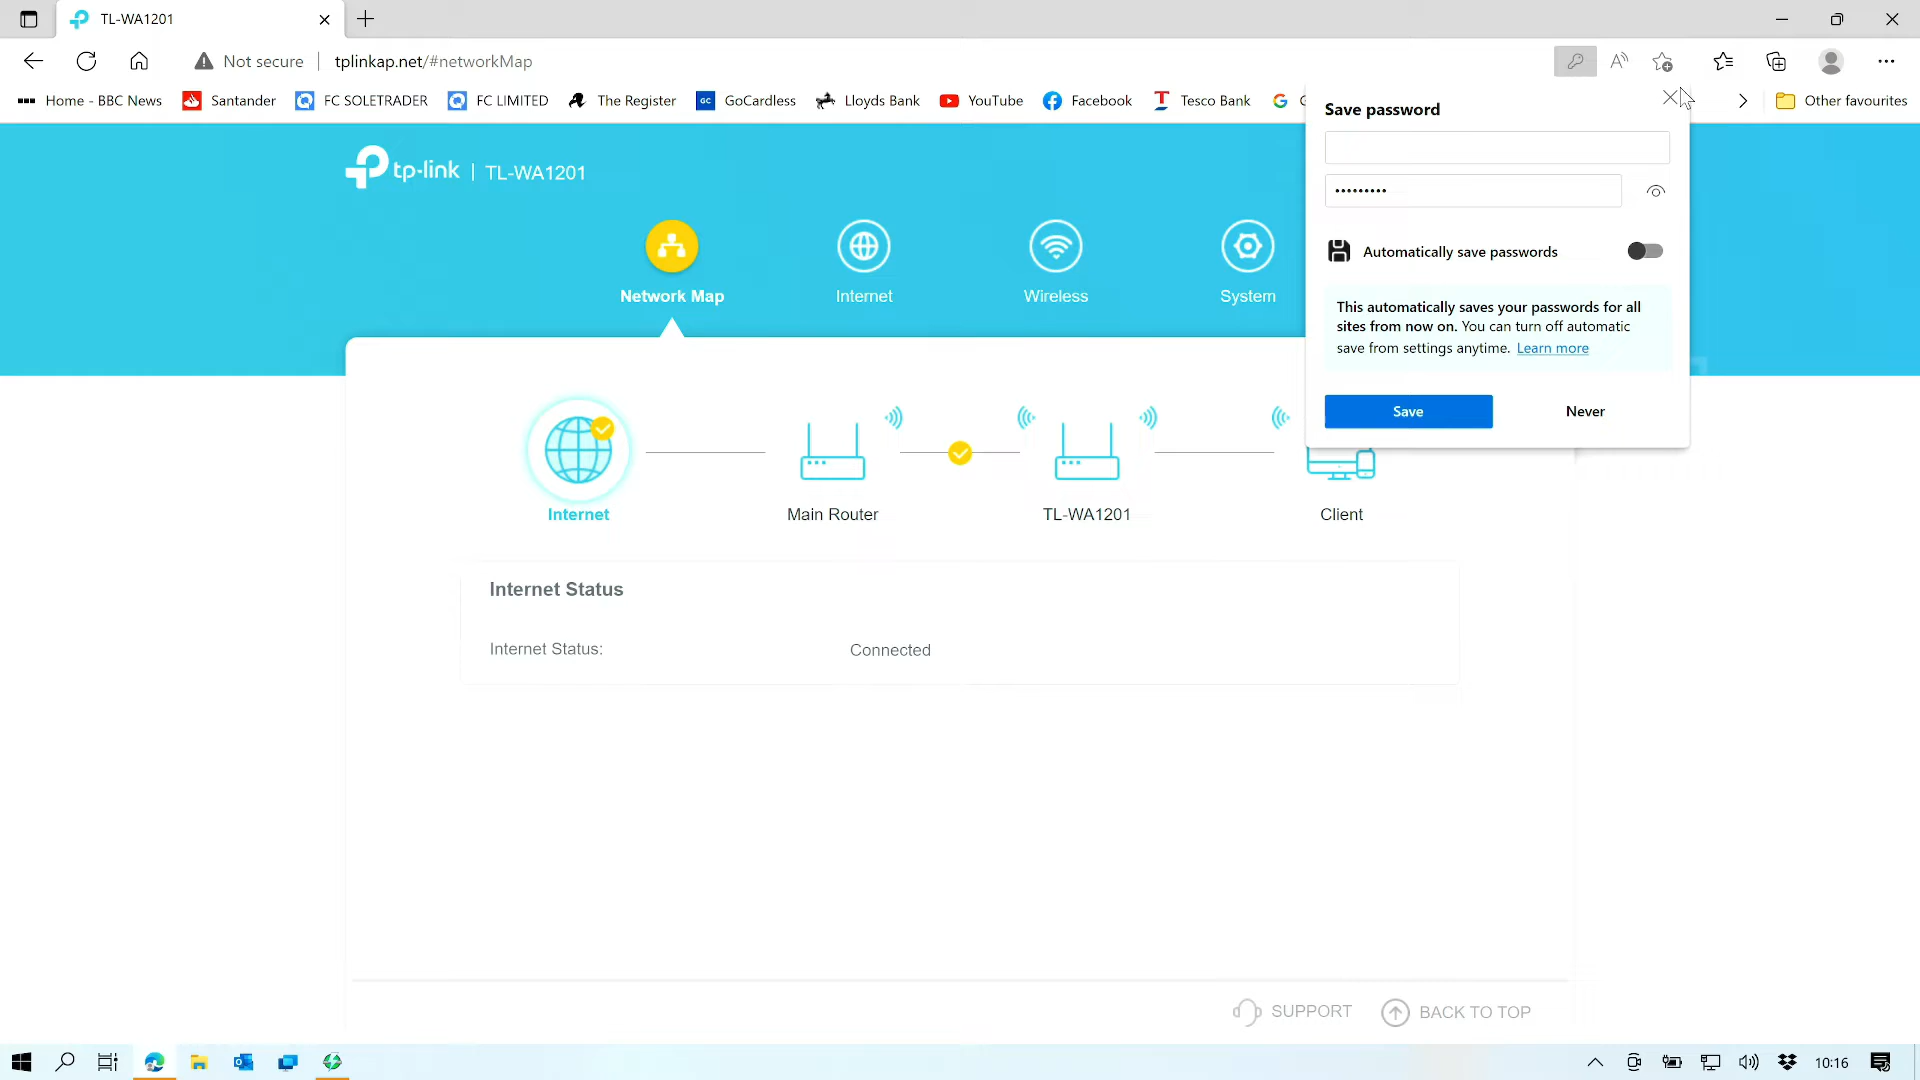 TL-WA1201
Not secure
tplinkap.net/#networkMap
Home - BBC News
Santander
FC SOLETRADER
FC LIMITED
The Register
GC
GoCardless
Lloyds Bank
YouTube
Facebook
Tesco Bank
Other favourites
tp-link | TL-WA1201
Network Map
Internet
Wireless
System
Save password
•••••••••
Automatically save passwords
This automatically saves your passwords for all
sites from now on. You can turn off automatic
save from settings anytime. Learn more
Save
Never
Internet
Main Router
TL-WA1201
Client
Internet Status
Internet Status:
Connected
SUPPORT
BACK TO TOP
10:16